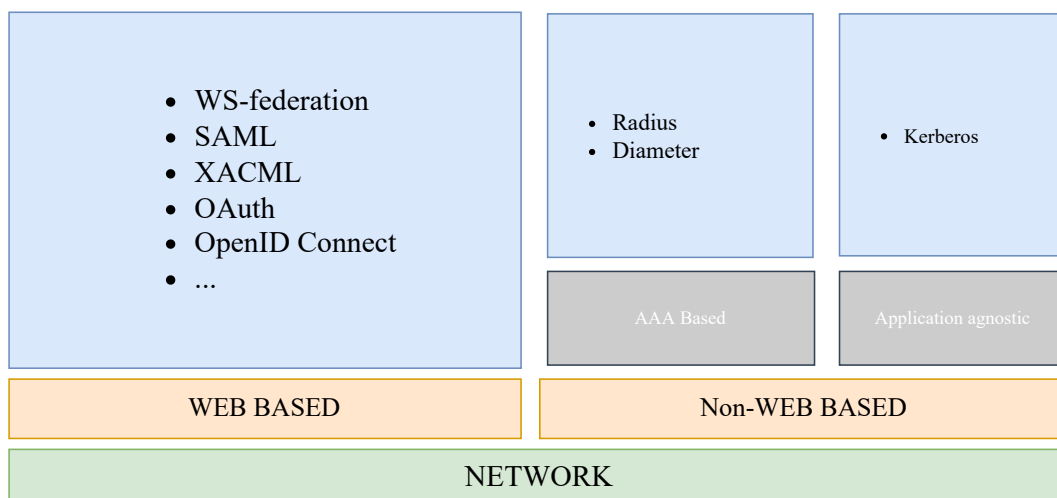 • WS-federation
• SAML
• XACML
• OAuth
• OpenID Connect
• ...
• Radius
• Diameter
• Kerberos
AAA Based
Application agnostic
WEB BASED
Non-WEB BASED
NETWORK